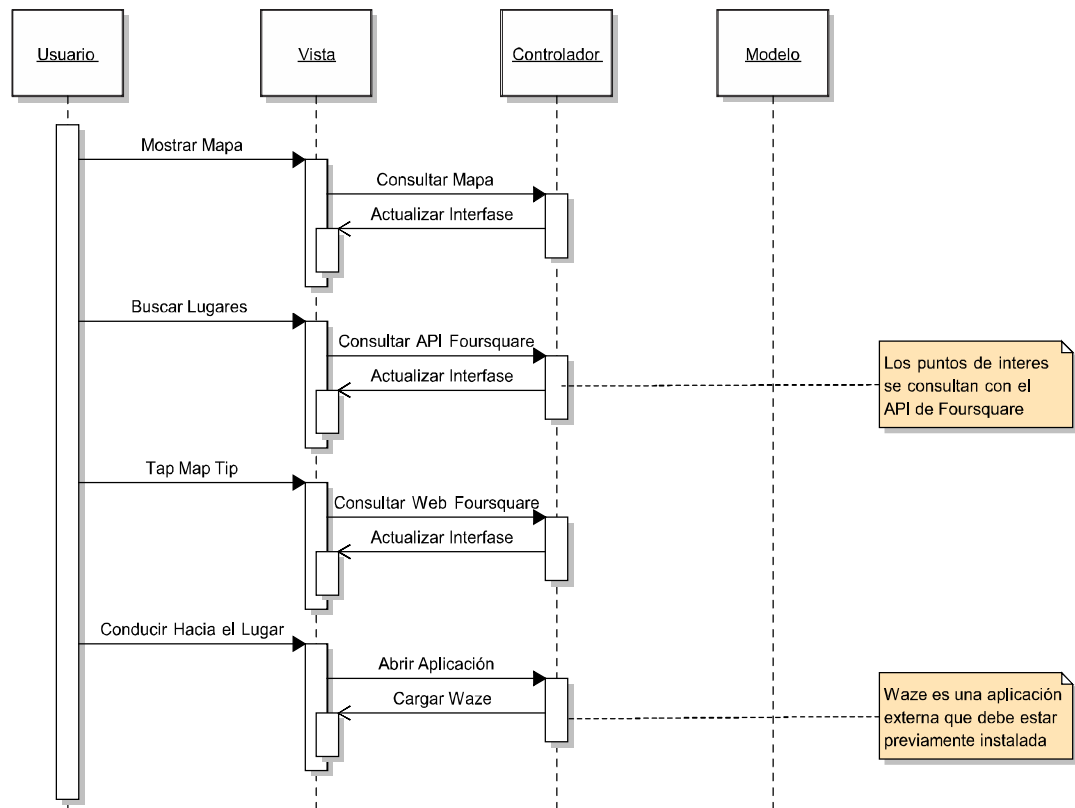 Usuario
Vista
Controlador
Modelo
Mostrar Mapa
Consultar Mapa
Actualizar Interfase
Buscar Lugares
Consultar API Foursquare
Actualizar Interfase
Los puntos de interes
se consultan con el
API de Foursquare
Tap Map Tip
Consultar Web Foursquare
Actualizar Interfase
Conducir Hacia el Lugar
Abrir Aplicación
Cargar Waze
Waze es una aplicación
externa que debe estar
previamente instalada